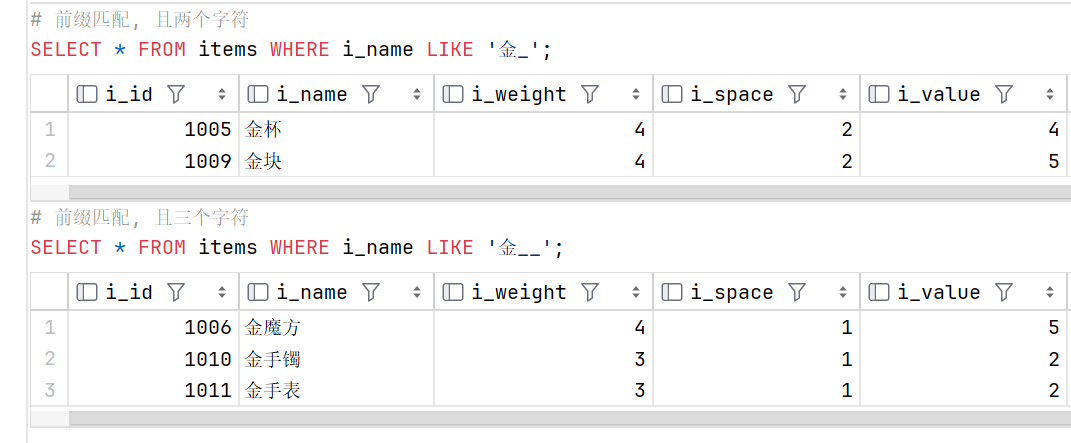 # 前缀匹配, 且两个字符
SELECT * FROM items WHERE i_name LIKE '金_';
i_id i_name i_weight i_space i_value
1 1005 金杯 4 2 4
2 1009 金块 4 2 5
# 前缀匹配, 且三个字符
SELECT * FROM items WHERE i_name LIKE '金__';
i_id i_name i_weight i_space i_value
1 1006 金魔方 4 1 5
2 1010 金手镯 3 1 2
3 1011 金手表 3 1 2